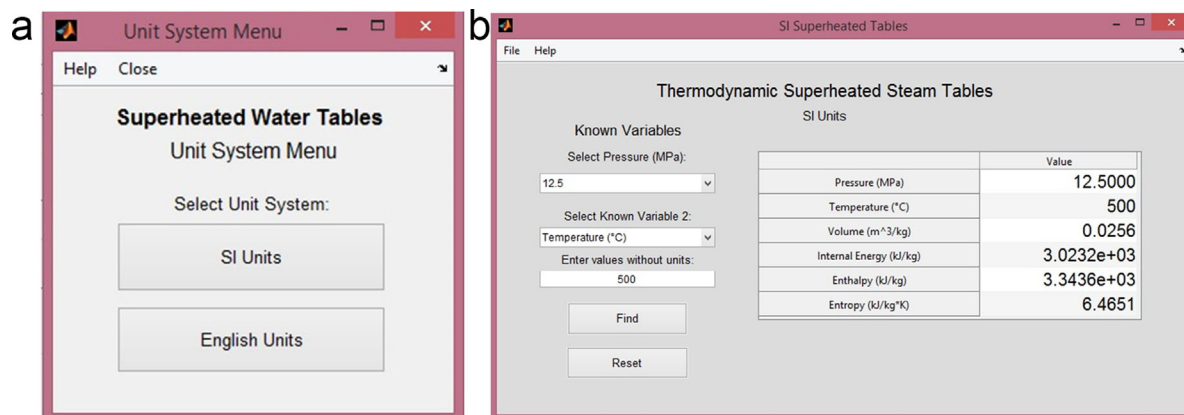 a
Unit System Menu
Help Close
Superheated Water Tables
Unit System Menu
Select Unit System:
SI Units
English Units
b
SI Superheated Tables
File Help
Thermodynamic Superheated Steam Tables
SI Units
Known Variables
Select Pressure (MPa):
12.5
Select Known Variable 2:
Temperature (°C)
Enter values without units:
500
Find
Reset
Value
Pressure (MPa) 12.5000
Temperature (°C) 500
Volume (m^3/kg) 0.0256
Internal Energy (kJ/kg) 3.0232e+03
Enthalpy (kJ/kg) 3.3436e+03
Entropy (kJ/kg*K) 6.4651